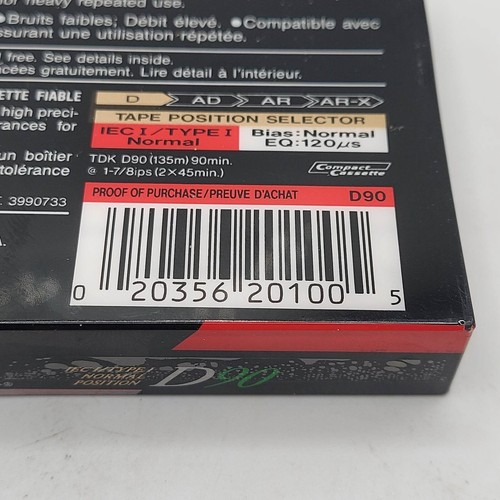 or heavy repeated use.
Bruits faibles; Débit élevé. ●Compatible avec
ssurant une utilisation répétée.
free. See details inside.
cées gratuitement. Lire détail à l'intérieur.
ETTE FIABLE
high preci-
rances for
un boîtier
tolérance
3990733
D AD AR AR-X
TAPE POSITION SELECTOR
IEC I/TYPE I
Normal
Bias:Normal
EQ:120µs
TDK D90 (135m) 90min.
@ 1-7/8ips (2×45min.)
Compact
Cassette
PROOF OF PURCHASE/PREUVE D'ACHAT D90
0 20356 20100 5
IEC I/TYPE I
NORMAL
POSITION
D90